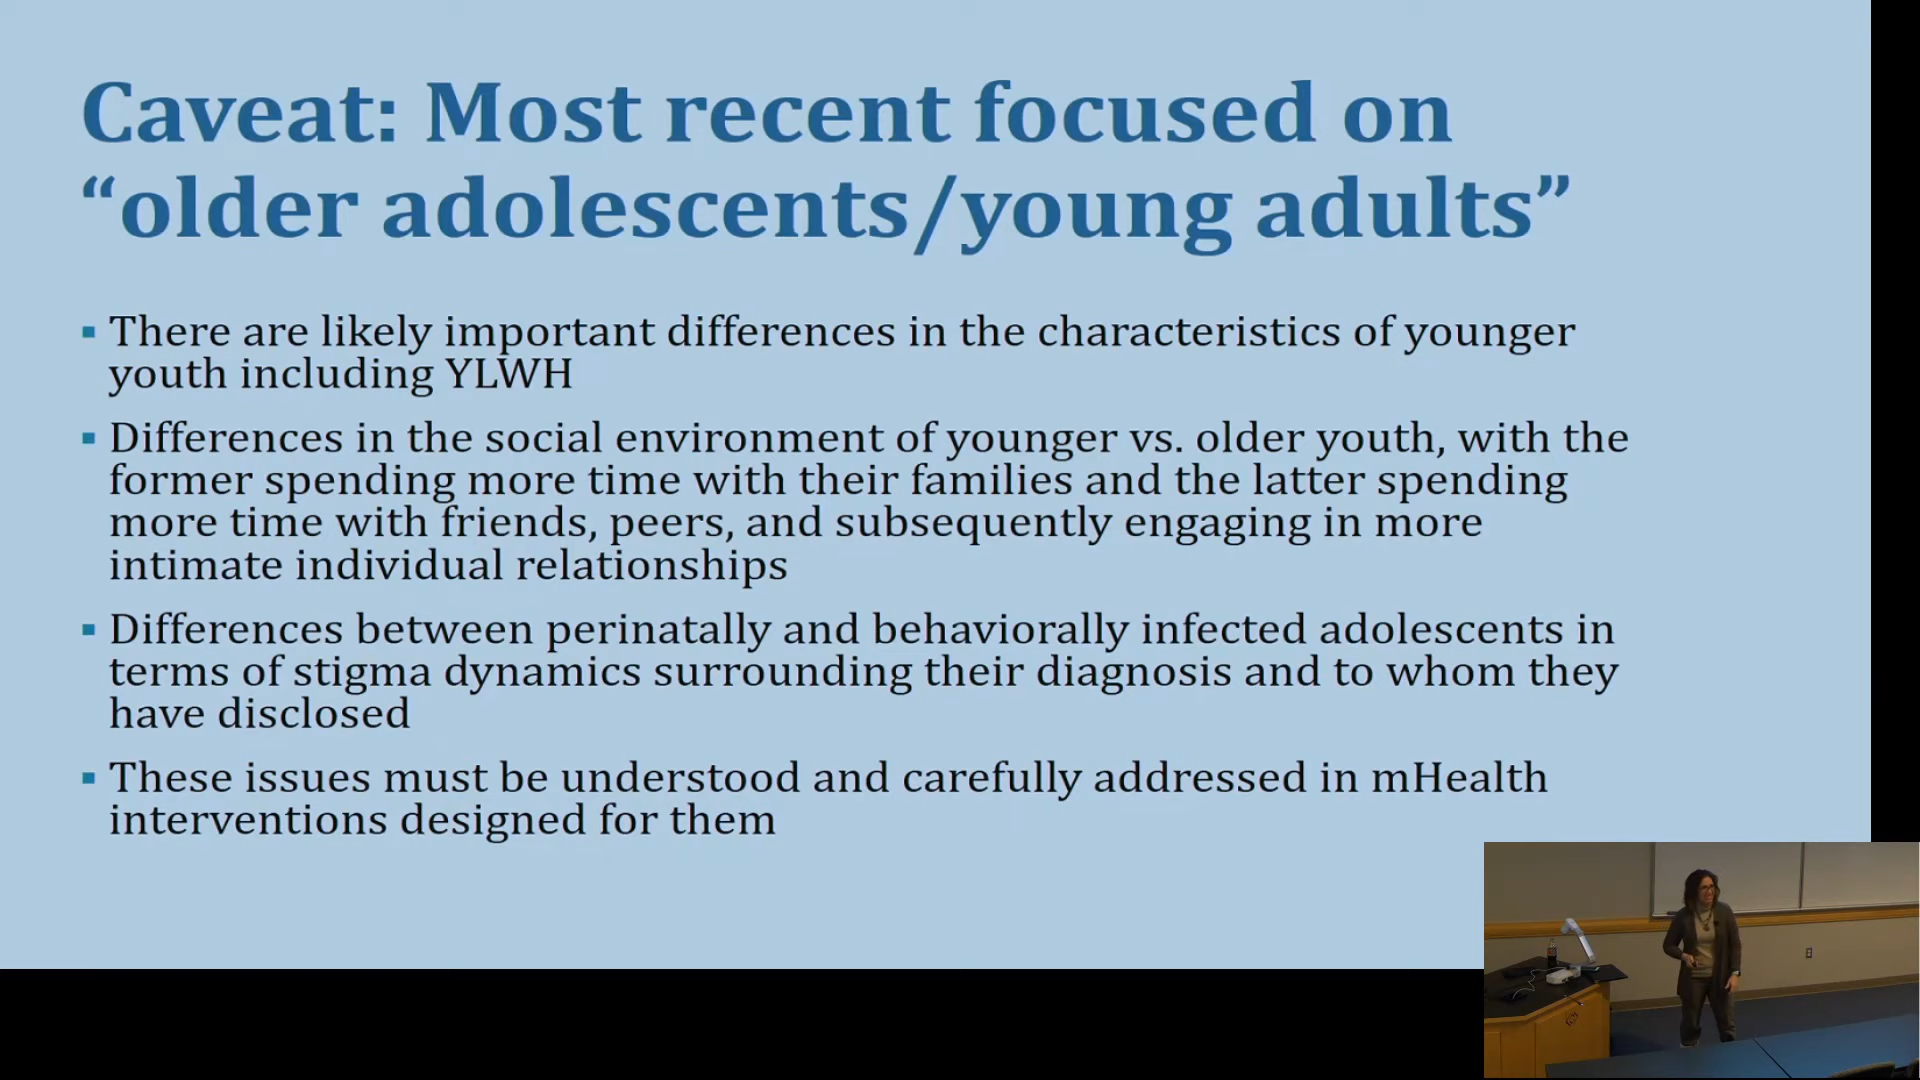 Caveat: Most recent focused on
“older adolescents/young adults”
▪ There are likely important differences in the characteristics of younger
youth including YLWH
▪ Differences in the social environment of younger vs. older youth, with the
former spending more time with their families and the latter spending
more time with friends, peers, and subsequently engaging in more
intimate individual relationships
▪ Differences between perinatally and behaviorally infected adolescents in
terms of stigma dynamics surrounding their diagnosis and to whom they
have disclosed
▪ These issues must be understood and carefully addressed in mHealth
interventions designed for them